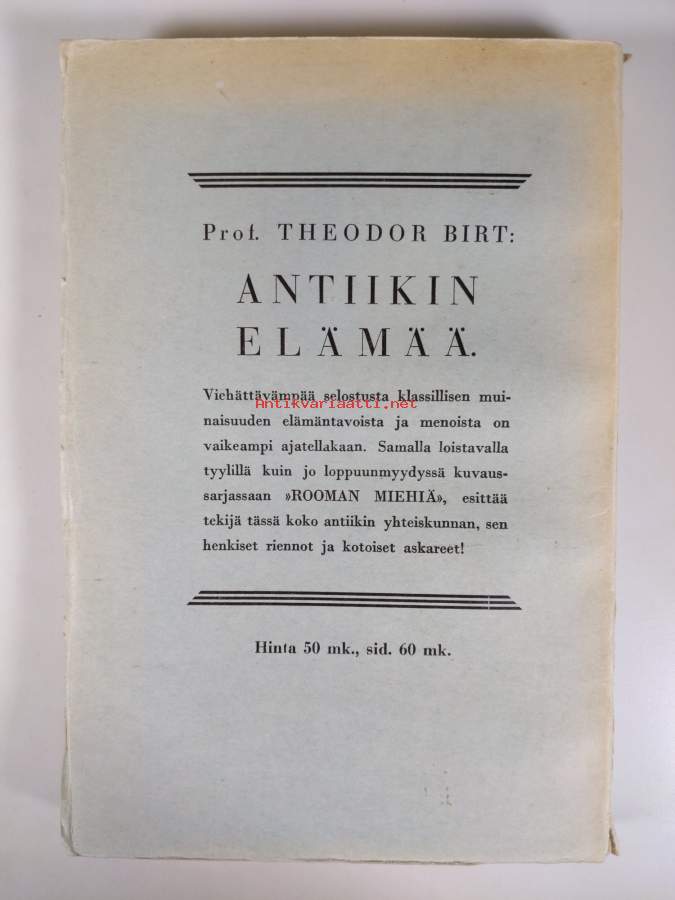 Prof. THEODOR BIRT:
ANTIIKIN
ELÄMÄÄ.
Viehättävämpää selostusta klassillisen mui-
Antikvariaatti.net
naisuuden elämäntavoista ja menoista on
vaikeampi ajatellakaan. Samalla loistavalla
tyylillä kuin jo loppuunmyydyssä kuvaus-
sarjassaan »ROOMAN MIEHIÄ», esittää
tekijä tässä koko antiikin yhteiskunnan, sen
henkiset riennot ja kotoiset askareet!
Hinta 50 mk., sid. 60 mk.